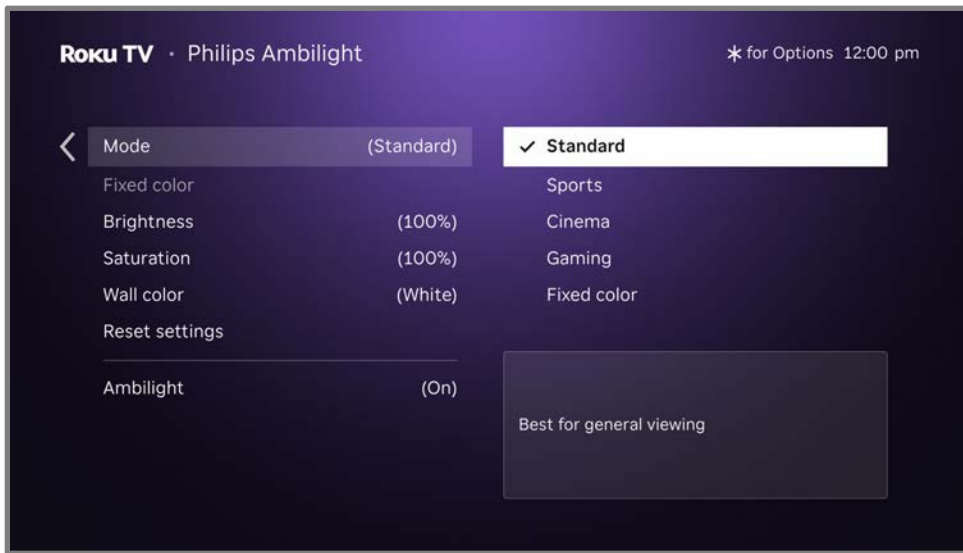 Roku TV · Philips Ambilight
* for Options 12:00 pm
Mode (Standard)
Fixed color
Brightness (100%)
Saturation (100%)
Wall color (White)
Reset settings
Ambilight (On)
✓ Standard
Sports
Cinema
Gaming
Fixed color
Best for general viewing